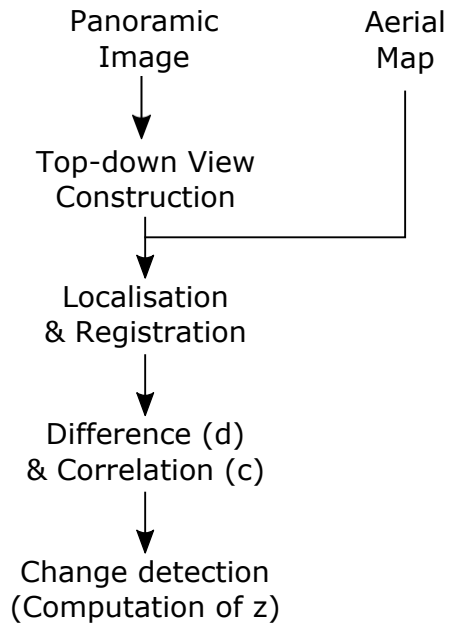 Panoramic
Image
Aerial
Map
Top-down View
Construction
Localisation
& Registration
Difference (d)
& Correlation (c)
Change detection
(Computation of z)